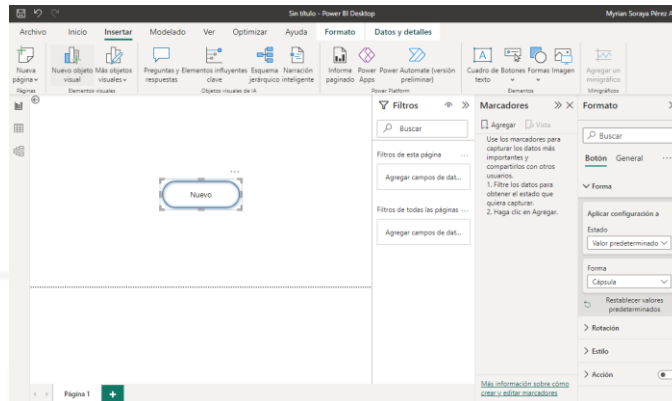 Sin título - Power BI Desktop
Myrian Soraya Pérez A
Archivo Inicio Insertar Modelado Ver Optimizar Ayuda Formato Datos y detalles
Nueva página
Nuevo objeto visual
Más objetos visuales
Preguntas y respuestas
Elementos influyentes clave
Esquema jerárquico
Narración inteligente
Informe paginado
Power Apps
Power Automate (versión preliminar)
Cuadro de texto
Botones
Formas
Imagen
Agregar un minigráfico
Páginas
Elementos visuales
Objetos visuales de IA
Power Platform
Elementos
Minigráficos
Nuevo
Filtros
Buscar
Filtros de esta página
Agregar campos de dat...
Filtros de todas las páginas
Agregar campos de dat...
Marcadores
Agregar Vista
Use los marcadores para
capturar los datos más
importantes y
compartirlos con otros
usuarios.
1. Filtre los datos para
obtener el estado que
quiera capturar.
2. Haga clic en Agregar.
Más información sobre cómo
crear y editar marcadores
Formato
Buscar
Botón General
Forma
Aplicar configuración a
Estado
Valor predeterminado
Forma
Cápsula
Restablecer valores
predeterminados
Rotación
Estilo
Acción
Página 1